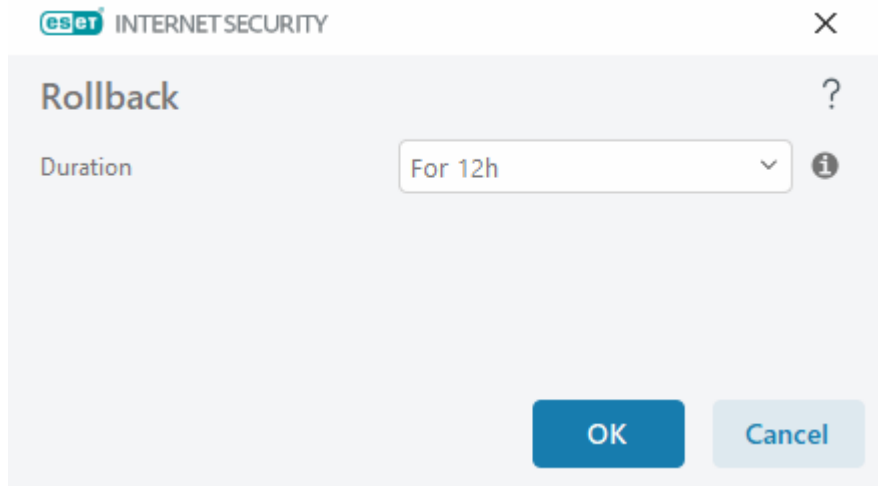 eset INTERNET SECURITY
Rollback ?
Duration For 12h
OK Cancel